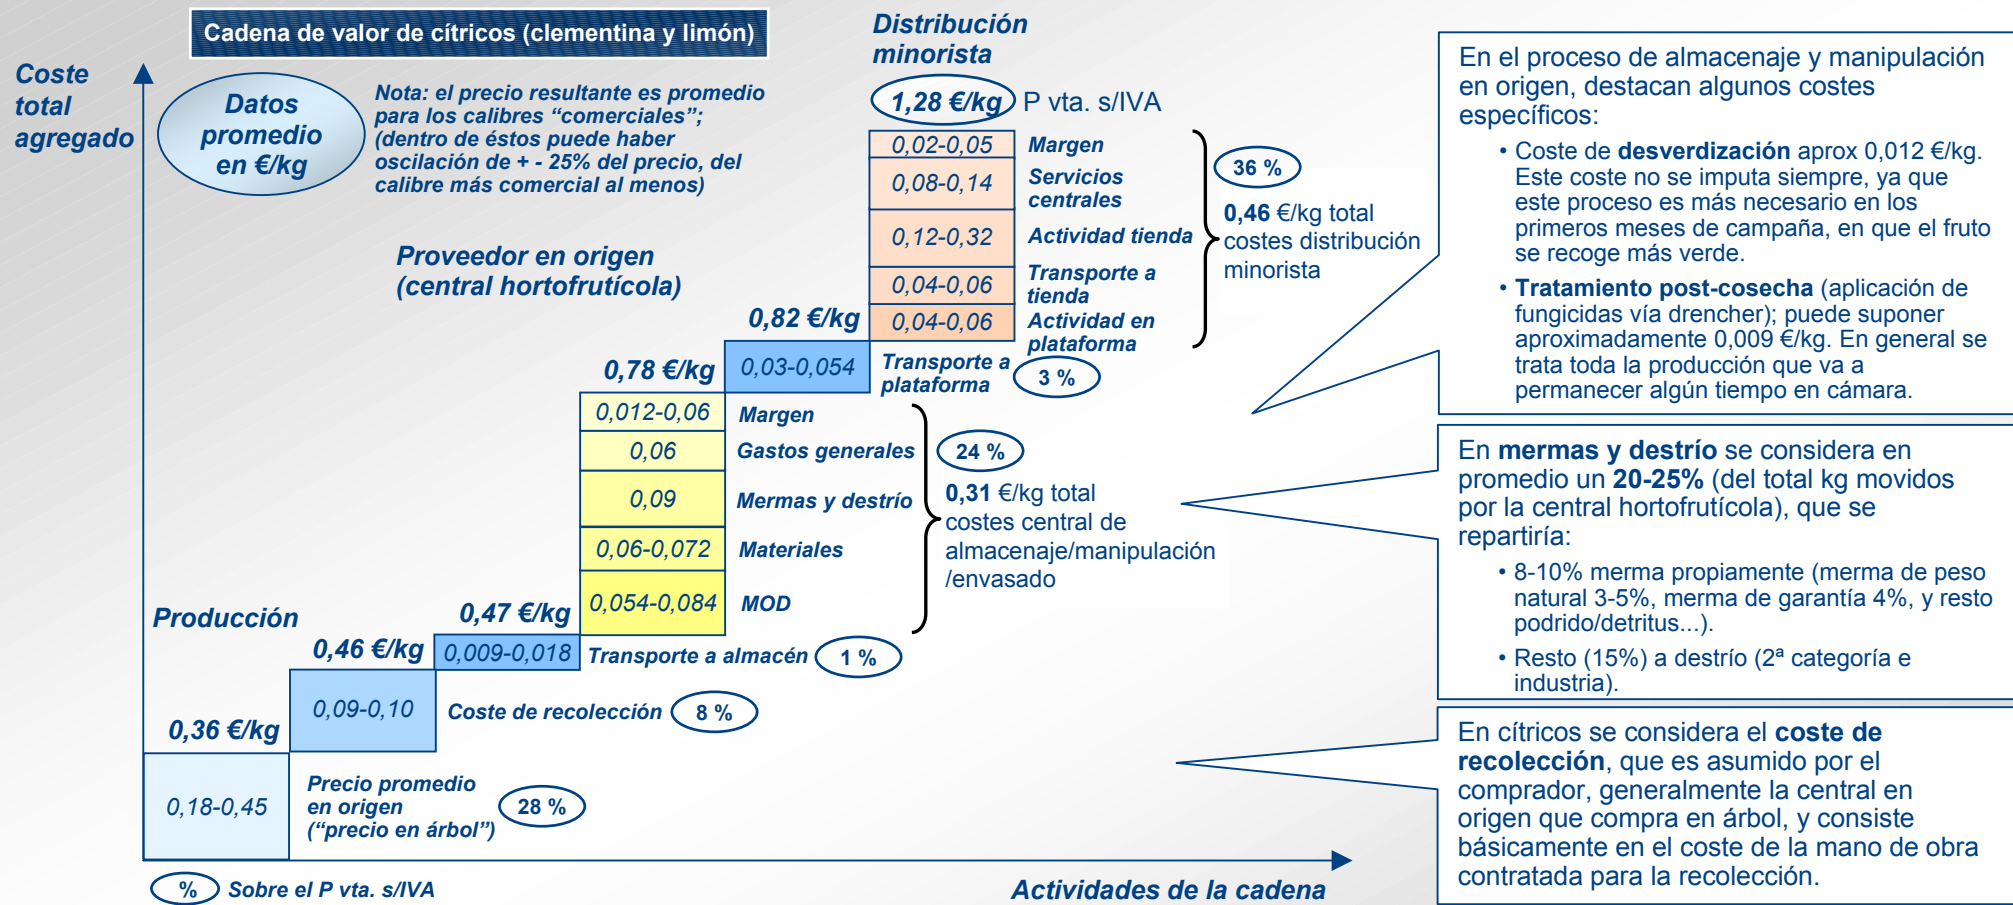 Cadena de valor de cítricos (clementina y limón)
Coste
total
agregado
Datos
promedio
en €/kg
Nota: el precio resultante es promedio
para los calibres “comerciales”;
(dentro de éstos puede haber
oscilación de + - 25% del precio, del
calibre más comercial al menos)
Distribución
minorista
1,28 €/kg P vta. s/IVA
0,02-0,05 Margen
0,08-0,14 Servicios
centrales
0,12-0,32 Actividad tienda
0,04-0,06 Transporte a
tienda
0,04-0,06 Actividad en
plataforma
36 %
0,46 €/kg total
costes distribución
minorista
Proveedor en origen
(central hortofrutícola)
0,82 €/kg
0,03-0,054 Transporte a
plataforma
3 %
0,78 €/kg
0,012-0,06 Margen
0,06 Gastos generales
0,09 Mermas y destrío
0,06-0,072 Materiales
0,054-0,084 MOD
24 %
0,31 €/kg total
costes central de
almacenaje/manipulación
/envasado
0,47 €/kg
0,009-0,018 Transporte a almacén 1 %
Producción
0,46 €/kg
0,09-0,10 Coste de recolección 8 %
0,36 €/kg
0,18-0,45 Precio promedio
en origen
(“precio en árbol”)
28 %
% Sobre el P vta. s/IVA
Actividades de la cadena
En el proceso de almacenaje y manipulación
en origen, destacan algunos costes
específicos:
• Coste de desverdización aprox 0,012 €/kg.
Este coste no se imputa siempre, ya que
este proceso es más necesario en los
primeros meses de campaña, en que el fruto
se recoge más verde.
• Tratamiento post-cosecha (aplicación de
fungicidas vía drencher); puede suponer
aproximadamente 0,009 €/kg. En general se
trata toda la producción que va a
permanecer algún tiempo en cámara.
En mermas y destrío se considera en
promedio un 20-25% (del total kg movidos
por la central hortofrutícola), que se
repartiría:
• 8-10% merma propiamente (merma de peso
natural 3-5%, merma de garantía 4%, y resto
podrido/detritus...).
• Resto (15%) a destrío (2ª categoría e
industria).
En cítricos se considera el coste de
recolección, que es asumido por el
comprador, generalmente la central en
origen que compra en árbol, y consiste
básicamente en el coste de la mano de obra
contratada para la recolección.